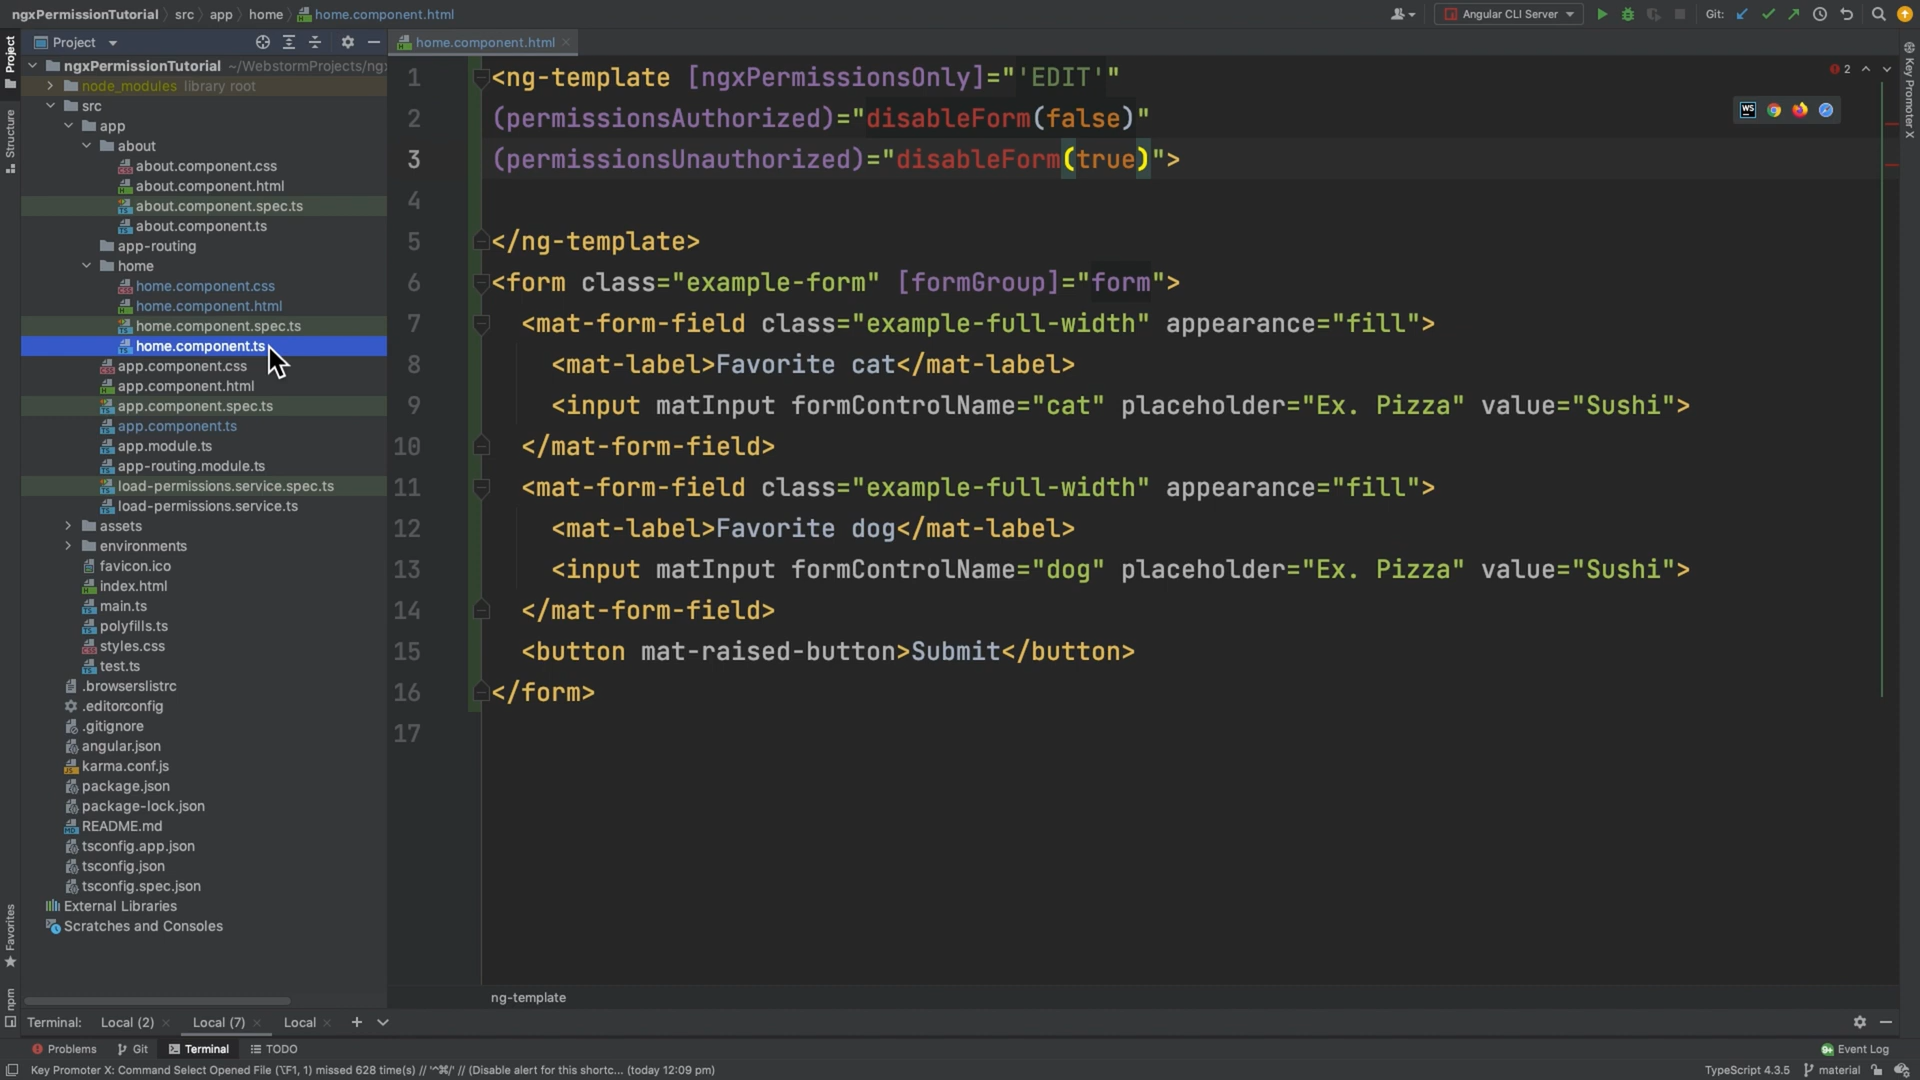 ngxPermissionTutorial src app home home.component.html
Angular CLI Server
Git:
Project
home.component.html
Project
ngxPermissionTutorial ~/WebstormProjects/ngx
node_modules library root
src
app
about
about.component.css
about.component.html
about.component.spec.ts
about.component.ts
app-routing
home
home.component.css
home.component.html
home.component.spec.ts
home.component.ts
app.component.css
app.component.html
app.component.spec.ts
app.component.ts
app.module.ts
app-routing.module.ts
load-permissions.service.spec.ts
load-permissions.service.ts
assets
environments
favicon.ico
index.html
main.ts
polyfills.ts
styles.css
test.ts
.browserslistrc
.editorconfig
.gitignore
angular.json
karma.conf.js
package.json
package-lock.json
README.md
tsconfig.app.json
tsconfig.json
tsconfig.spec.json
External Libraries
Scratches and Consoles
Structure
Favorites
npm
1 <ng-template [ngxPermissionsOnly]="'EDIT'"
2 (permissionsAuthorized)="disableForm(false)"
3 (permissionsUnauthorized)="disableForm(true)">
4
5 </ng-template>
6 <form class="example-form" [formGroup]="form">
7 <mat-form-field class="example-full-width" appearance="fill">
8 <mat-label>Favorite cat</mat-label>
9 <input matInput formControlName="cat" placeholder="Ex. Pizza" value="Sushi">
10 </mat-form-field>
11 <mat-form-field class="example-full-width" appearance="fill">
12 <mat-label>Favorite dog</mat-label>
13 <input matInput formControlName="dog" placeholder="Ex. Pizza" value="Sushi">
14 </mat-form-field>
15 <button mat-raised-button>Submit</button>
16 </form>
17
2
WS
Key Promoter X
ng-template
Terminal: Local (2) Local (7) Local
Problems Git Terminal TODO
Event Log
Key Promoter X: Command Select Opened File (⌥F1, 1) missed 628 time(s) // '^⌘/' // (Disable alert for this shortc... (today 12:09 pm)
TypeScript 4.3.5 material